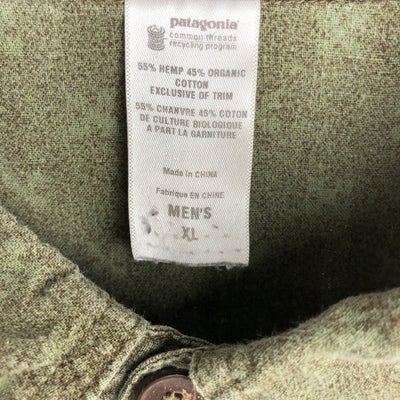 patagonia
common threads
recycling program
55% HEMP 45% ORGANIC
COTTON
EXCLUSIVE OF TRIM
55% CHANVRE 45% COTON
DE CULTURE BIOLOGIQUE
A PART LA GARNITURE
Made in CHINA
Fabriqué EN CHINE
MEN'S
XL